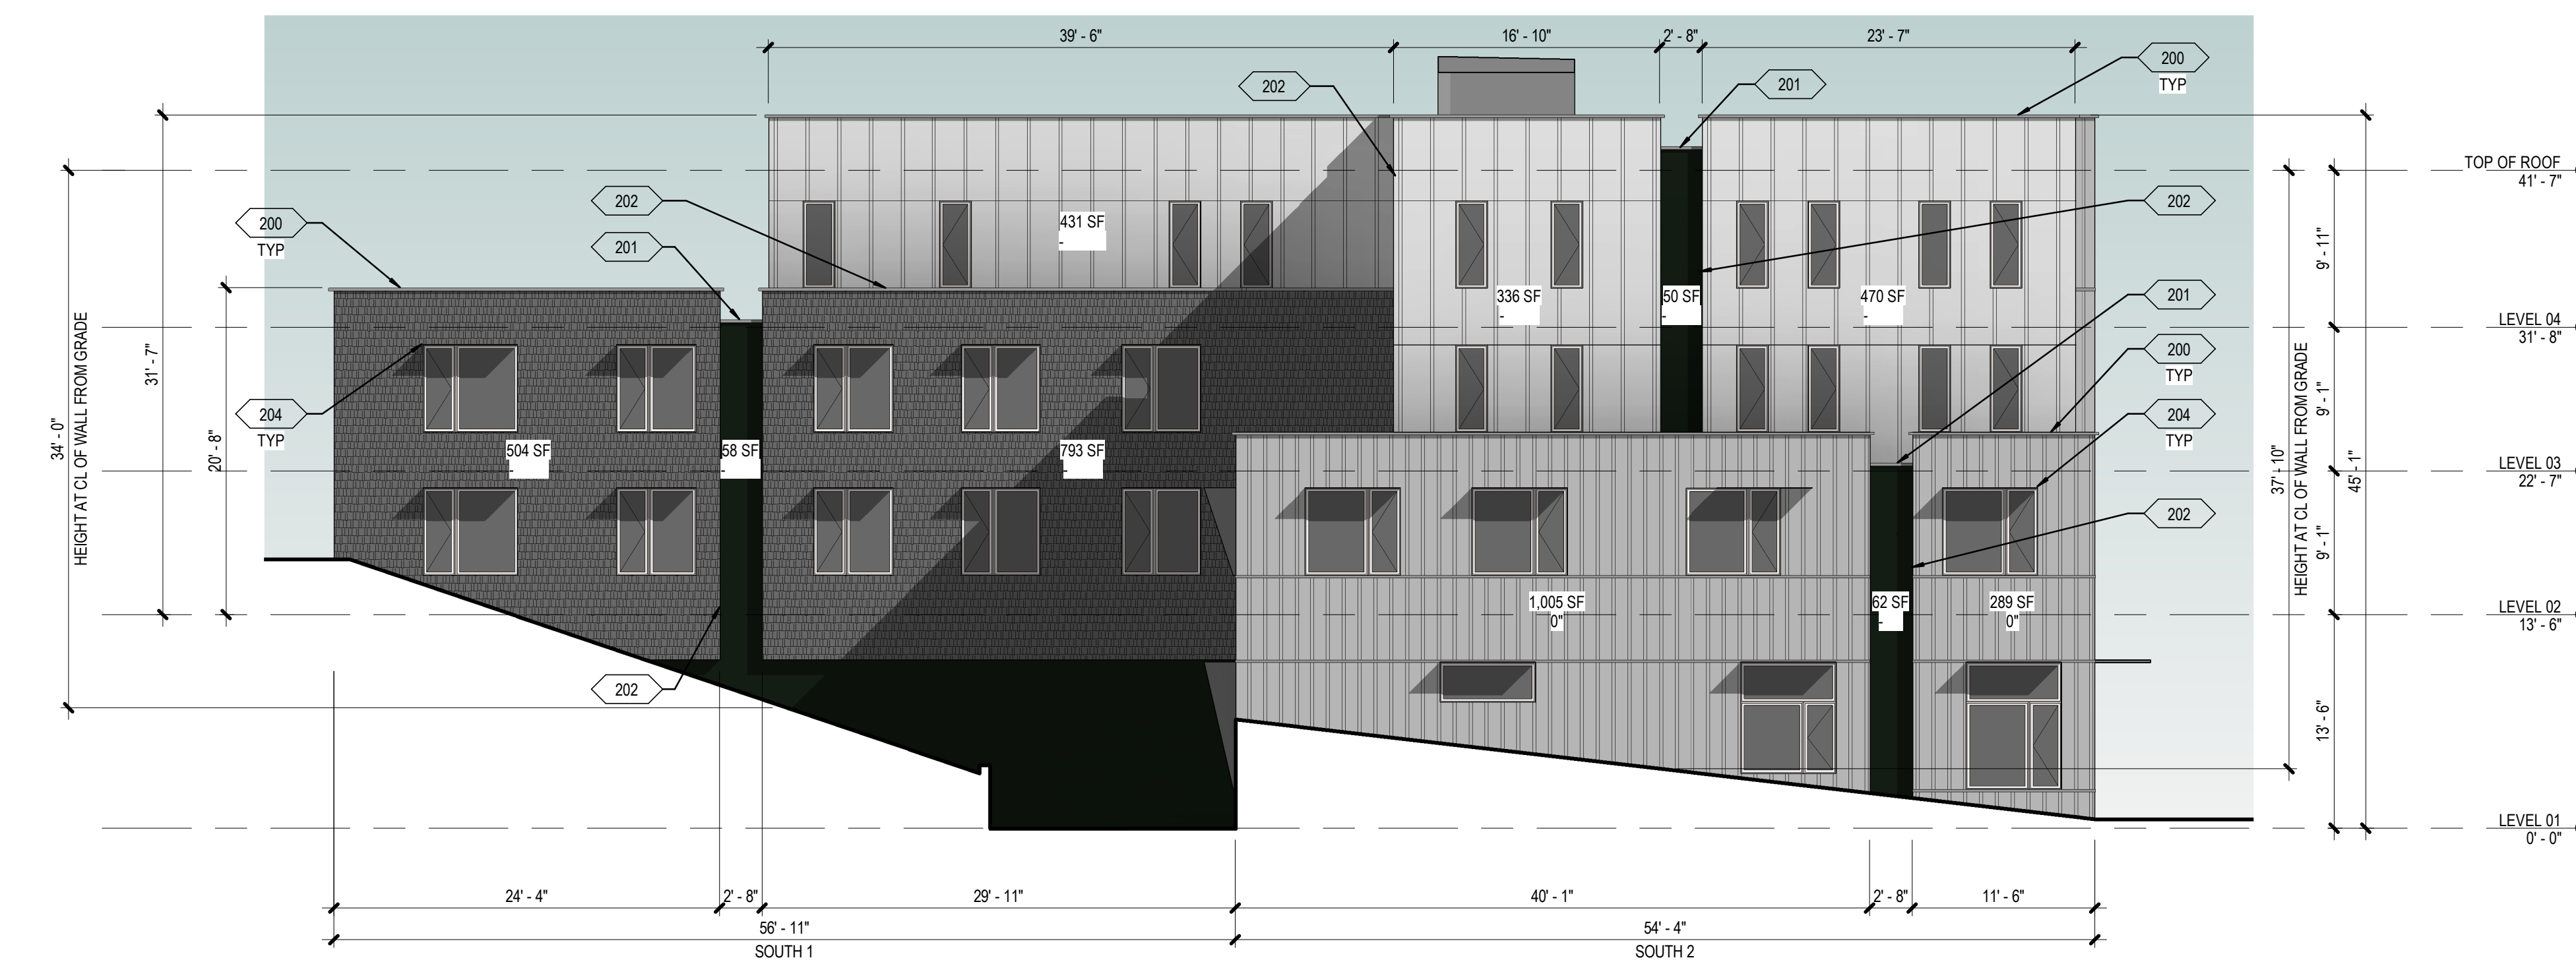 39' - 6"
16' - 10"
2' - 8"
23' - 7"
202
201
200
TYP
TOP OF ROOF
41' - 7"
202
200
TYP
201
431 SF
-
202
9' - 11"
336 SF
-
50 SF
-
470 SF
-
201
LEVEL 04
31' - 8"
31' - 7"
200
TYP
204
TYP
9' - 1"
204
TYP
34' - 0"
HEIGHT AT CL OF WALL FROM GRADE
20' - 8"
504 SF
-
58 SF
-
793 SF
-
LEVEL 03
22' - 7"
37' - 10"
HEIGHT AT CL OF WALL FROM GRADE
45' - 1"
202
9' - 1"
1,005 SF
0"
62 SF
-
289 SF
0"
LEVEL 02
13' - 6"
202
13' - 6"
LEVEL 01
0' - 0"
24' - 4"
2' - 8"
29' - 11"
40' - 1"
2' - 8"
11' - 6"
56' - 11"
54' - 4"
SOUTH 1
SOUTH 2